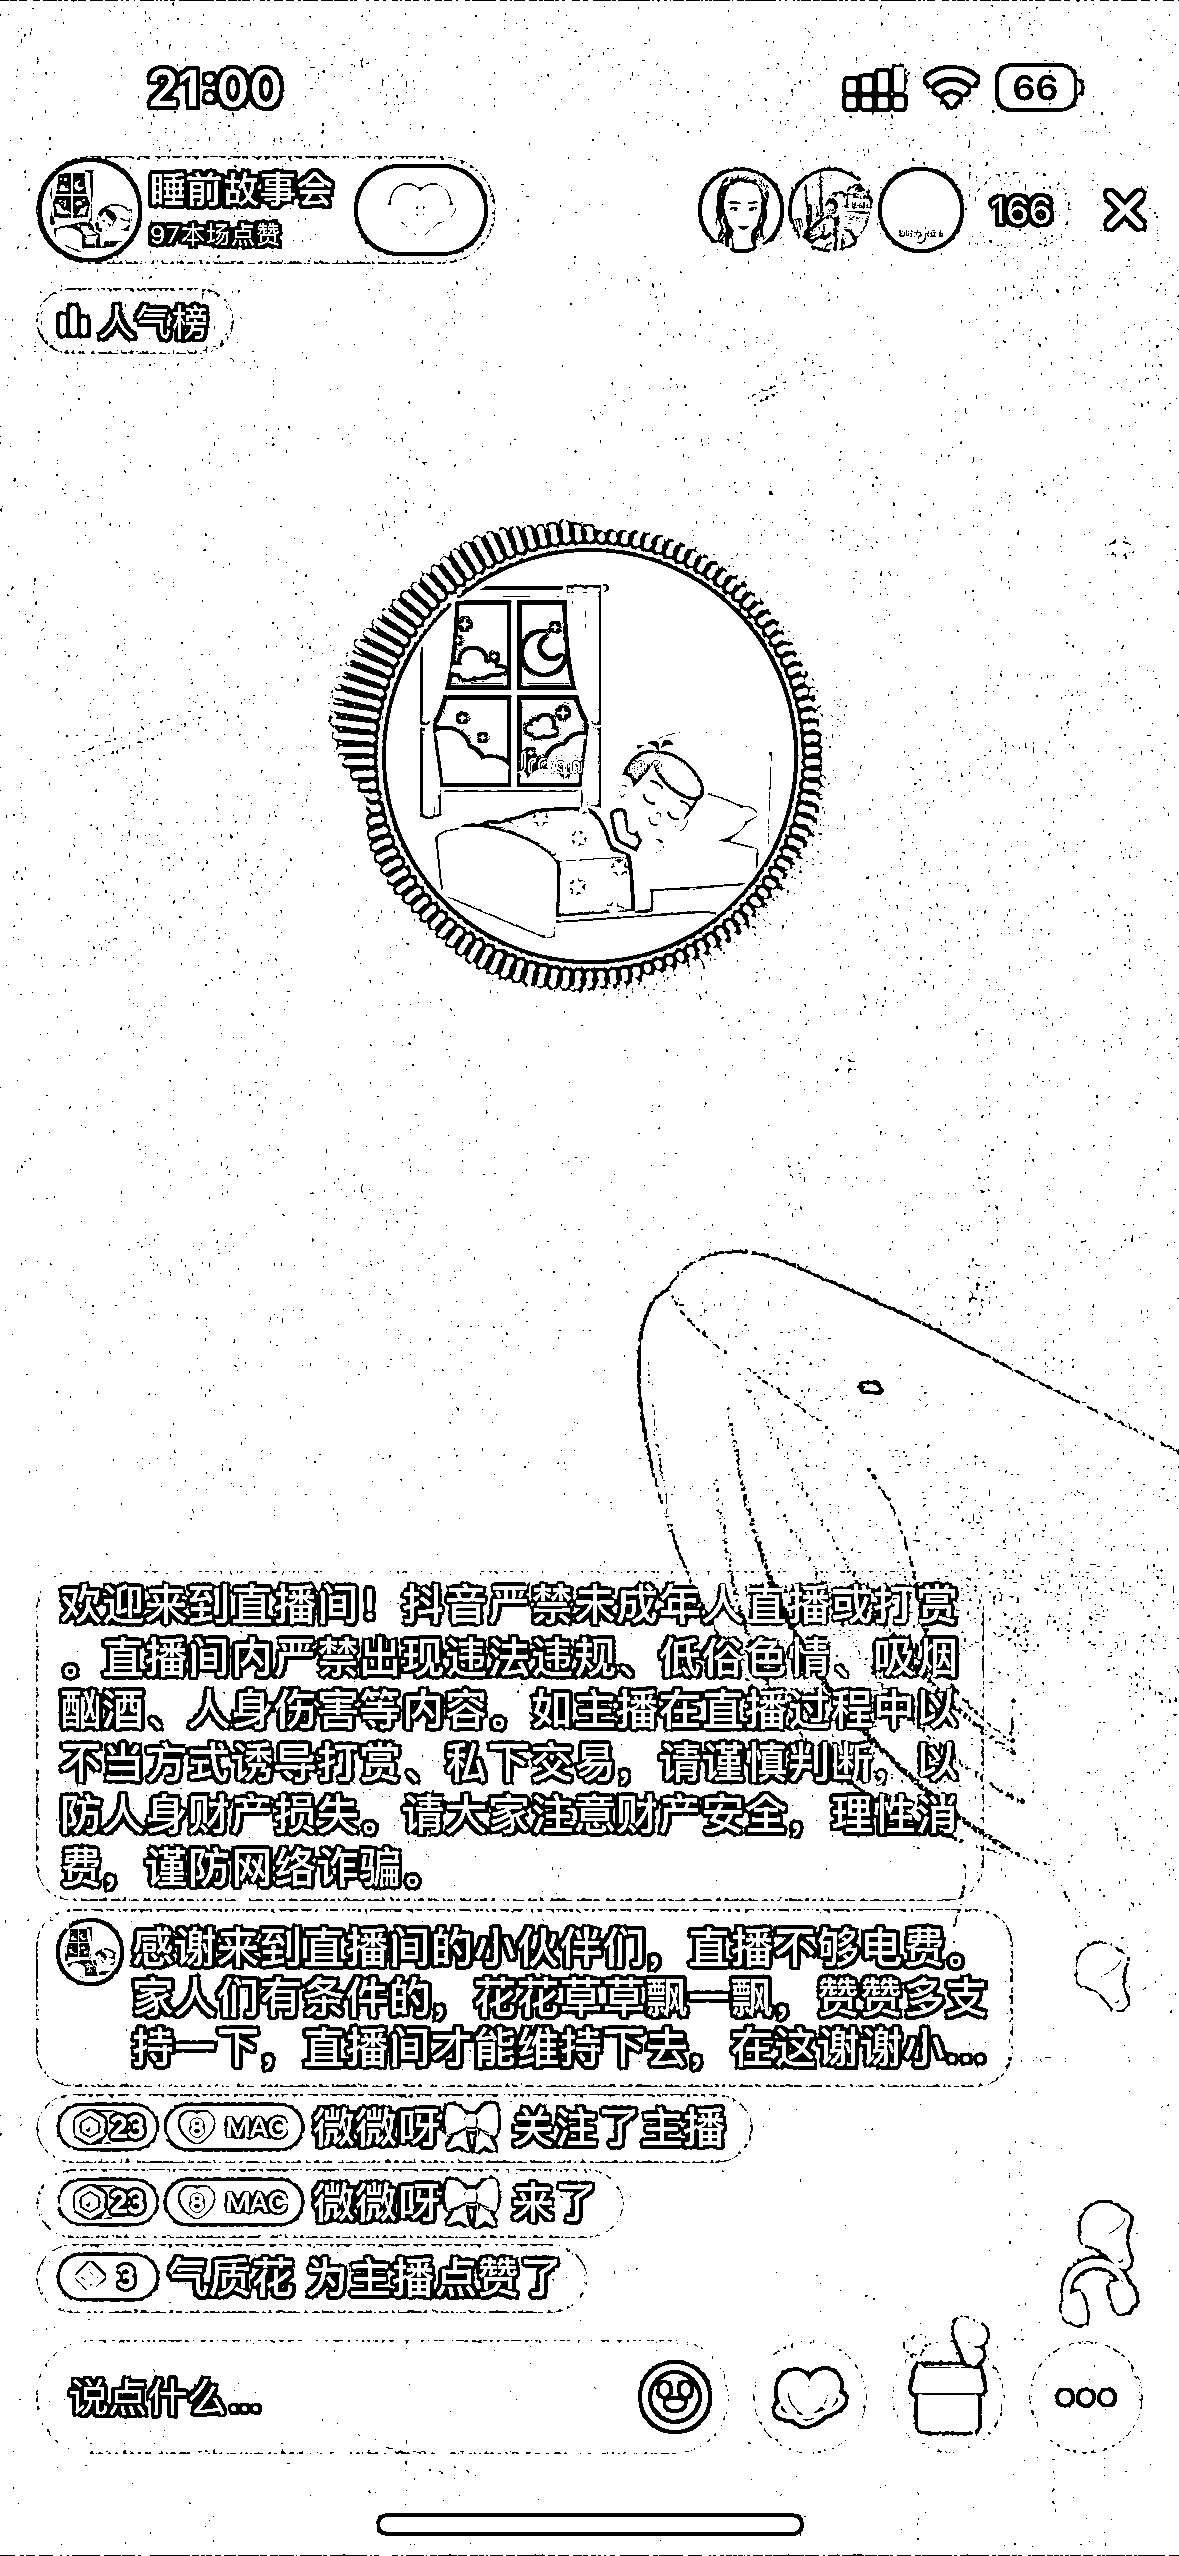 21:00
66
睡前故事会
97本场点赞
166
人气榜
欢迎来到直播间！抖音严禁未成年人直播或打赏
。直播间内严禁出现违法违规、低俗色情、吸烟
酗酒、人身伤害等内容。如主播在直播过程中以
不当方式诱导打赏、私下交易，请谨慎判断，以
防人身财产损失。请大家注意财产安全，理性消
费，谨防网络诈骗。
感谢来到直播间的小伙伴们，直播不够电费。
家人们有条件的，花花草草飘一飘，赞赞多支
持一下，直播间才能维持下去，在这谢谢小...
23 8 MAC 微微呀 关注了主播
23 8 MAC 微微呀 来了
3 气质花 为主播点赞了
说点什么...